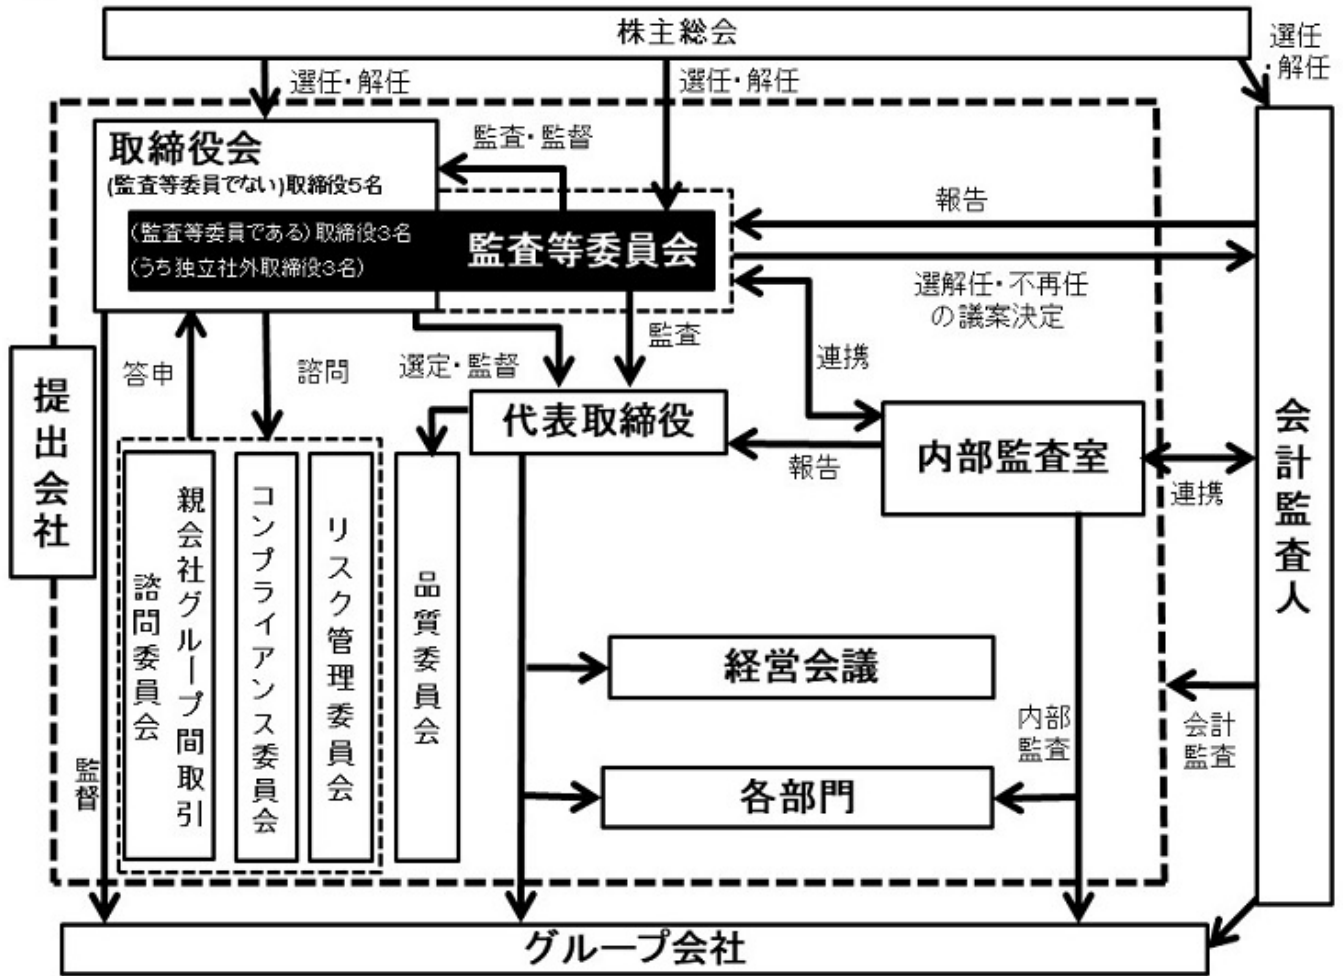 株主総会
選任・解任
選任・解任
選任
・解任
取締役会
(監査等委員でない)取締役5名
監査・監督
(監査等委員である)取締役3名
(うち独立社外取締役3名)
監査等委員会
報告
選解任・不再任
の議案決定
答申
諮問
選定・監督
監査
連携
提出会社
代表取締役
内部監査室
報告
連携
会計監査人
親会社グループ間取引
諮問委員会
コンプライアンス委員会
リスク管理委員会
品質委員会
経営会議
内部
監査
会計
監査
監督
各部門
グループ会社